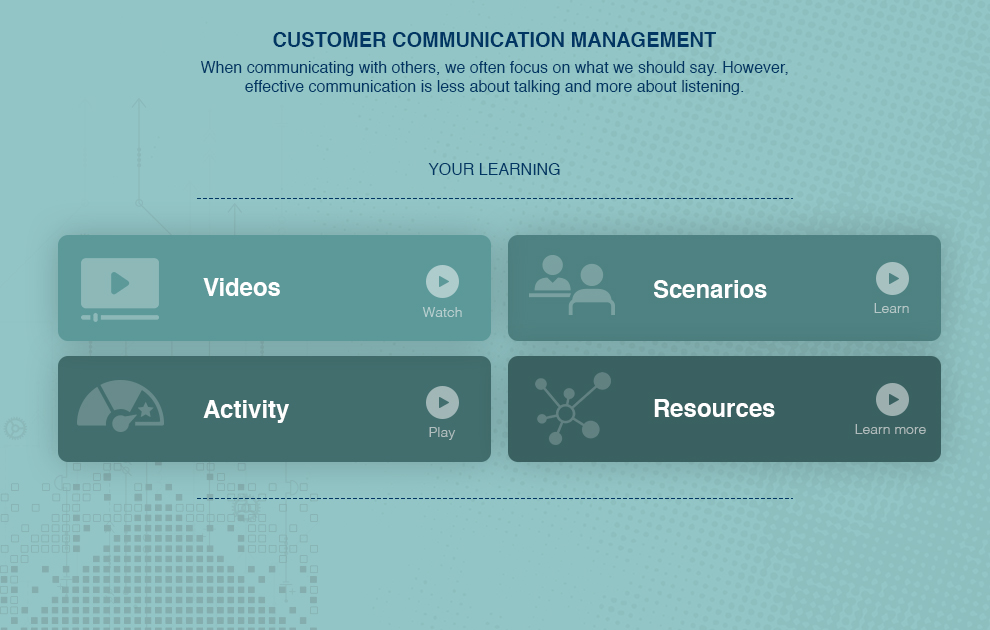 CUSTOMER COMMUNICATION MANAGEMENT
When communicating with others, we often focus on what we should say. However,
effective communication is less about talking and more about listening.
YOUR LEARNING
Videos
Watch
Scenarios
Learn
Activity
Play
Resources
Learn more